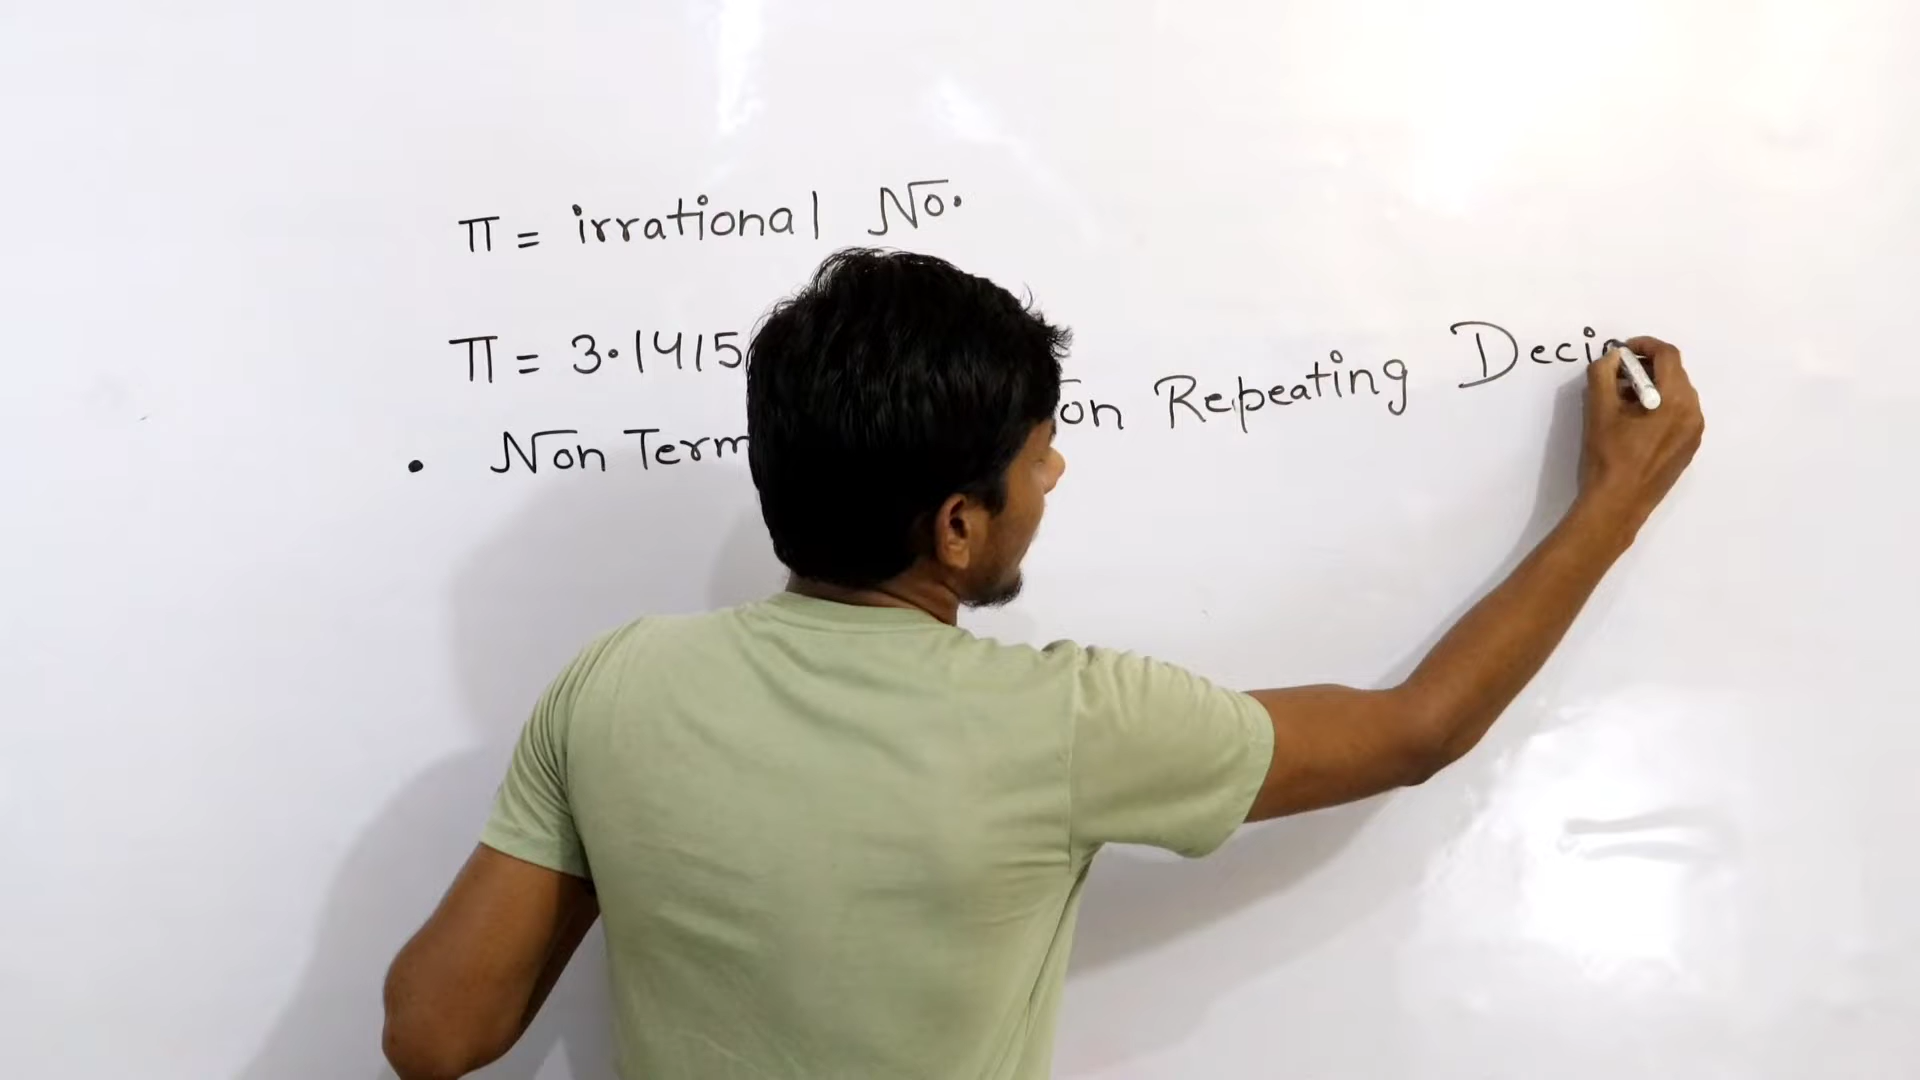 π = irrational No.
π = 3.1415
• Non Term on Repeating Deci